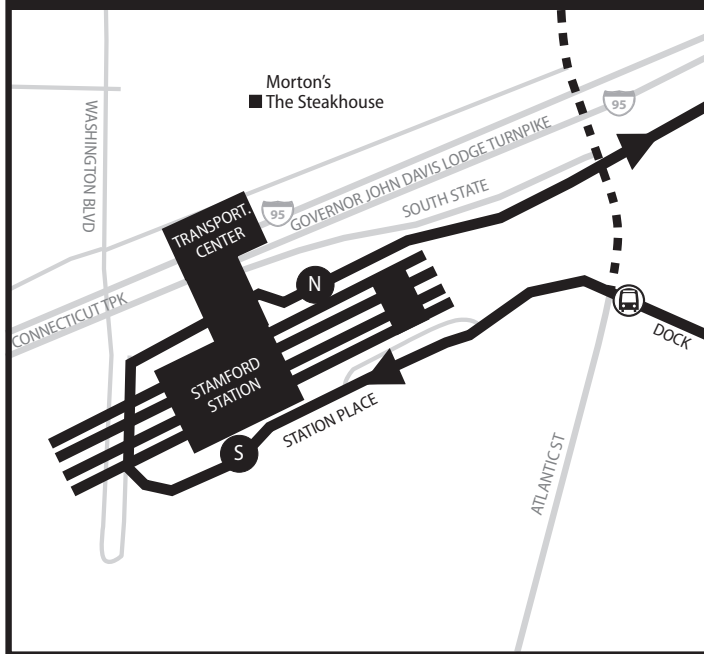 Morton's
The Steakhouse
95
WASHINGTON BLVD
GOVERNOR JOHN DAVIS LODGE TURNPIKE
SOUTH STATE
95
TRANSPORT.
CENTER
N
CONNECTICUT TPK
DOCK
STAMFORD
STATION
STATION PLACE
S
ATLANTIC ST